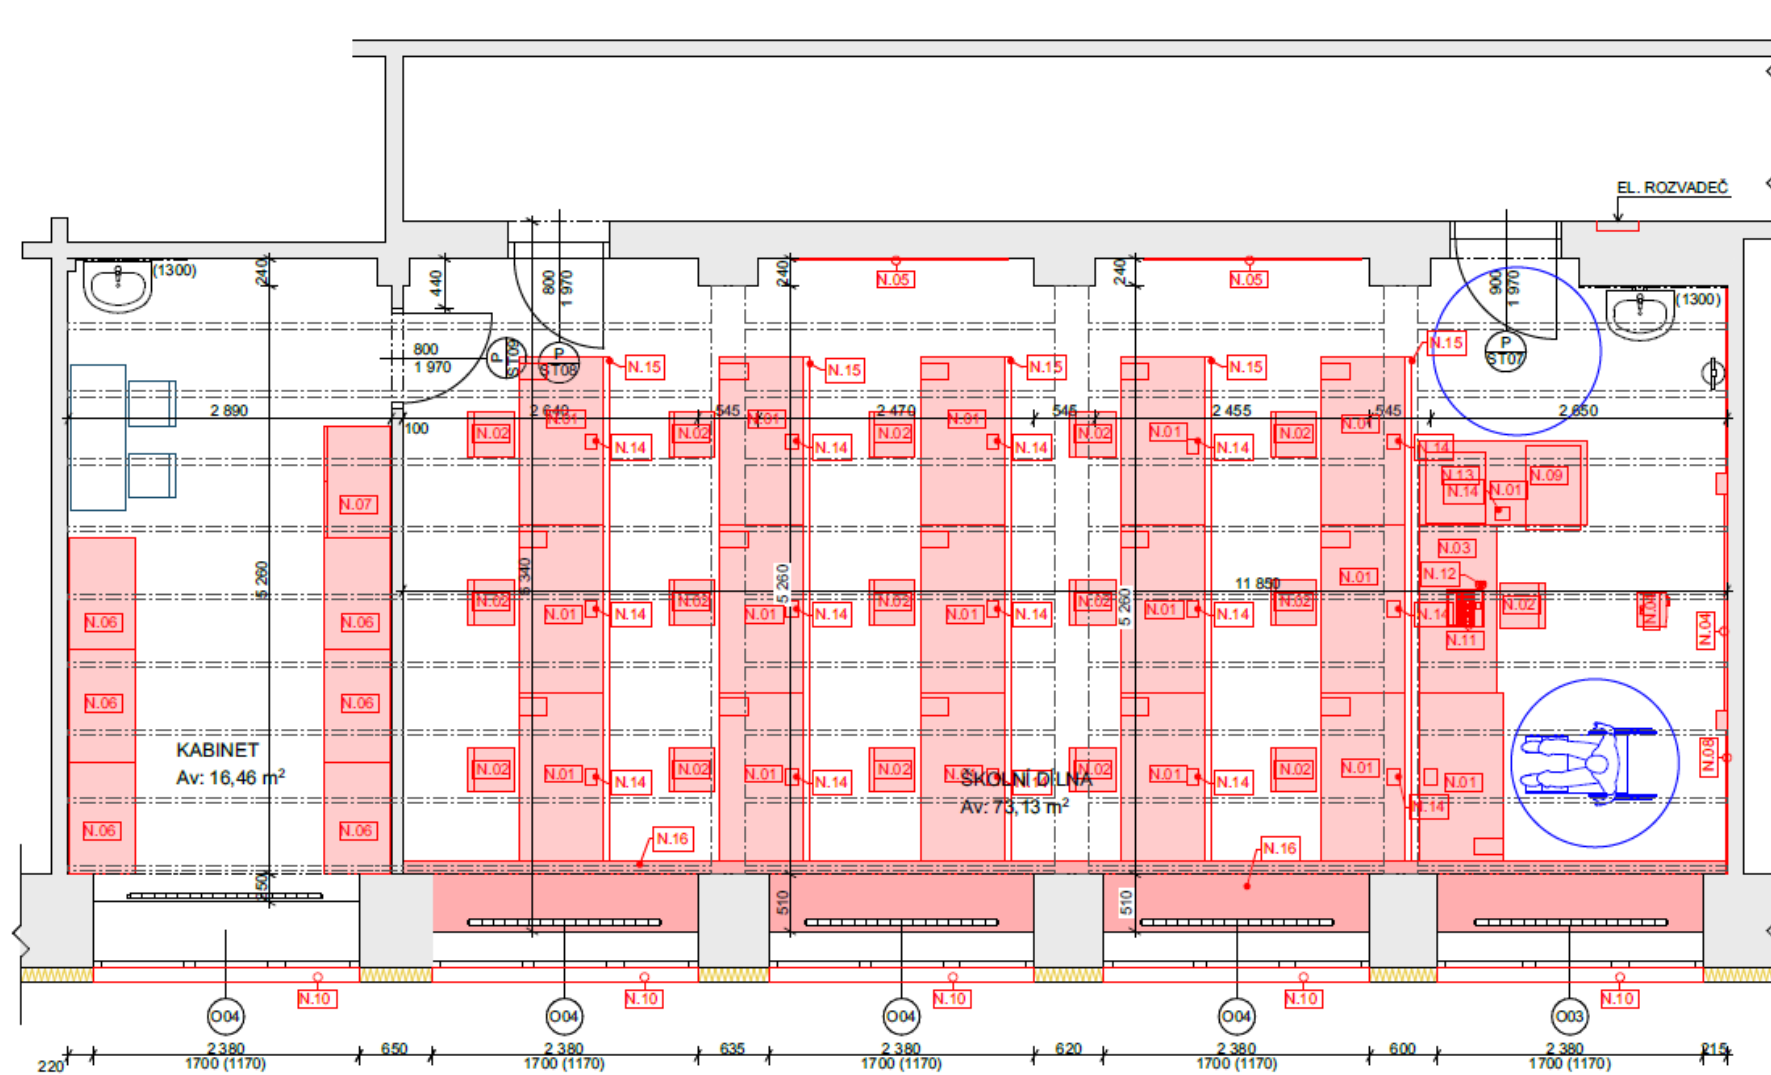 EL. ROZVADEČ
(1300)
240
440
800
1 970
240
N.05
240
N.05
900
1 970
(1300)
800
1 970
P
ST09
P
ST08
N.15
N.15
N.15
N.15
N.15
P
ST07
2 890
100
2 640
545
2 470
545
2 455
545
2 650
N.01
N.01
N.01
N.01
N.01
N.02
N.02
N.02
N.02
N.02
N.14
N.14
N.14
N.14
N.14
N.13
N.09
N.14
N.01
N.07
N.03
N.12
5 260
5 340
5 260
5 260
11 850
N.01
N.02
N.02
N.02
N.02
N.02
N.02
N.01
N.14
N.01
N.14
N.01
N.14
N.01
N.14
N.14
N.11
N.04
N.06
N.06
N.06
N.06
KABINET
Av: 16,46 m²
N.02
N.01
N.14
N.02
N.01
N.14
N.02
N.14
ŠKOLNÍ DÍLNA
Av: 73,13 m²
N.02
N.01
N.14
N.02
N.01
N.14
N.01
N.08
N.06
N.06
N.16
N.16
510
510
N.10
N.10
N.10
N.10
N.10
O04
O04
O04
O04
O03
220
2 380
1700 (1170)
650
2 380
1700 (1170)
635
2 380
1700 (1170)
620
2 380
1700 (1170)
600
2 380
1700 (1170)
215